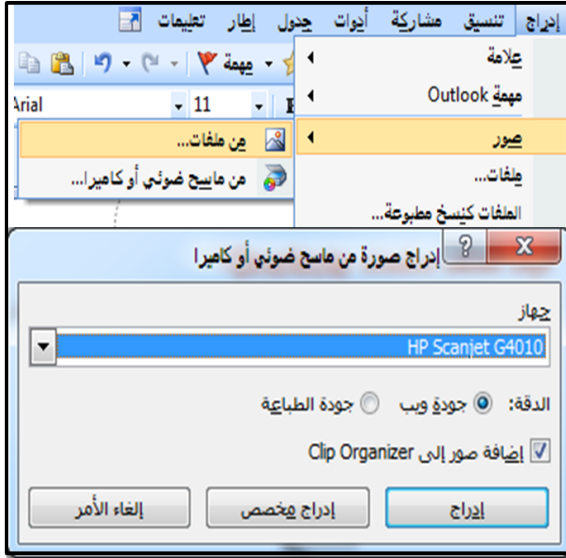 إدراج تنسيق مشاركة أدوات جدول إطار تعليمات
مهمة
Arial 11
علامة
مهمة Outlook
صور
ملفات...
الملفات كنسخ مطبوعة...
من ملفات...
من ماسح ضوئي أو كاميرا...
إدراج صورة من ماسح ضوئي أو كاميرا
جهاز
HP Scanjet G4010
الدقة: جودة ويب جودة الطباعة
إضافة صور إلى Clip Organizer
إدراج إدراج مخصص إلغاء الأمر